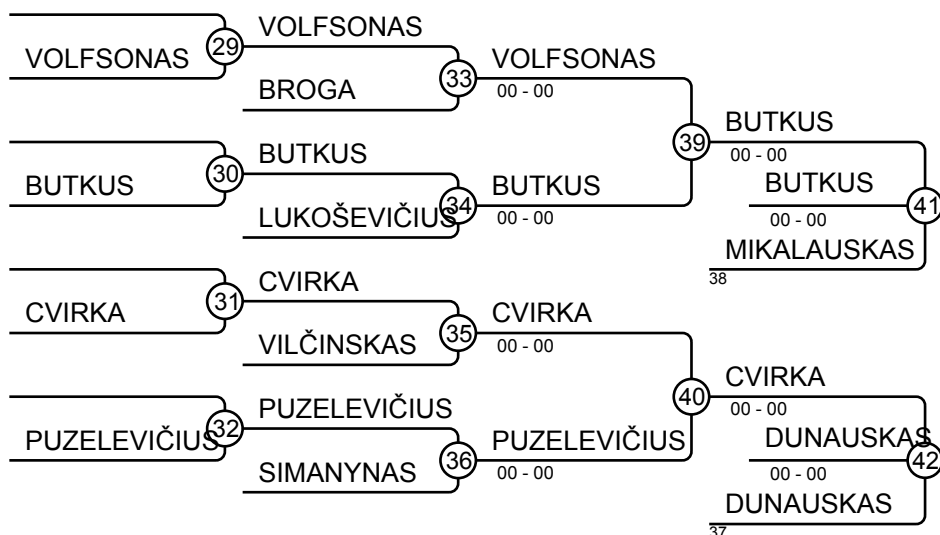 VOLFSONAS
VOLFSONAS
29
VOLFSONAS
BROGA
33
00 - 00
BUTKUS
39
00 - 00
BUTKUS
BUTKUS
30
BUTKUS
BUTKUS
34
00 - 00
41
LUKOŠEVIČIUS
00 - 00
MIKALAUSKAS
38
CVIRKA
CVIRKA
31
CVIRKA
VILČINSKAS
35
00 - 00
CVIRKA
40
00 - 00
PUZELEVIČIUS
PUZELEVIČIUS
32
PUZELEVIČIUS
DUNAUSKAS
SIMANYNAS
36
00 - 00
00 - 00
42
DUNAUSKAS
37